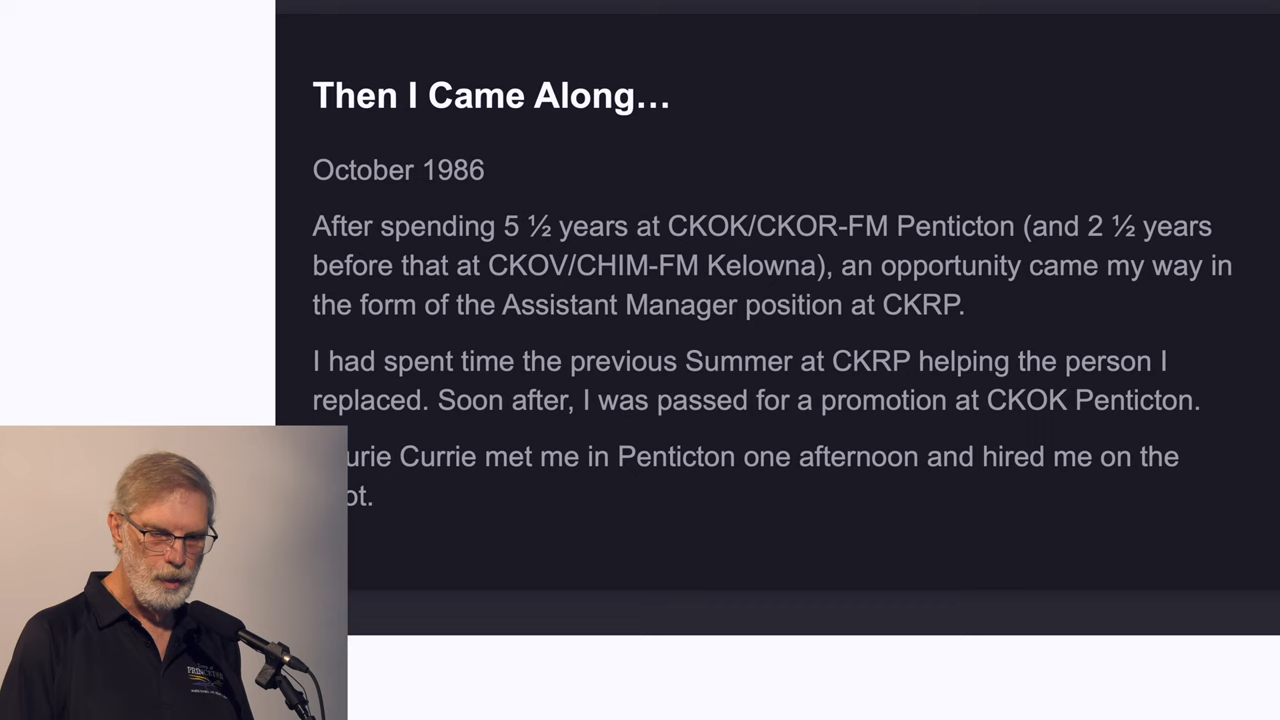 Then I Came Along…
October 1986
After spending 5 ½ years at CKOK/CKOR-FM Penticton (and 2 ½ years
before that at CKOV/CHIM-FM Kelowna), an opportunity came my way in
the form of the Assistant Manager position at CKRP.
I had spent time the previous Summer at CKRP helping the person I
replaced. Soon after, I was passed for a promotion at CKOK Penticton.
Currie met me in Penticton one afternoon and hired me on the